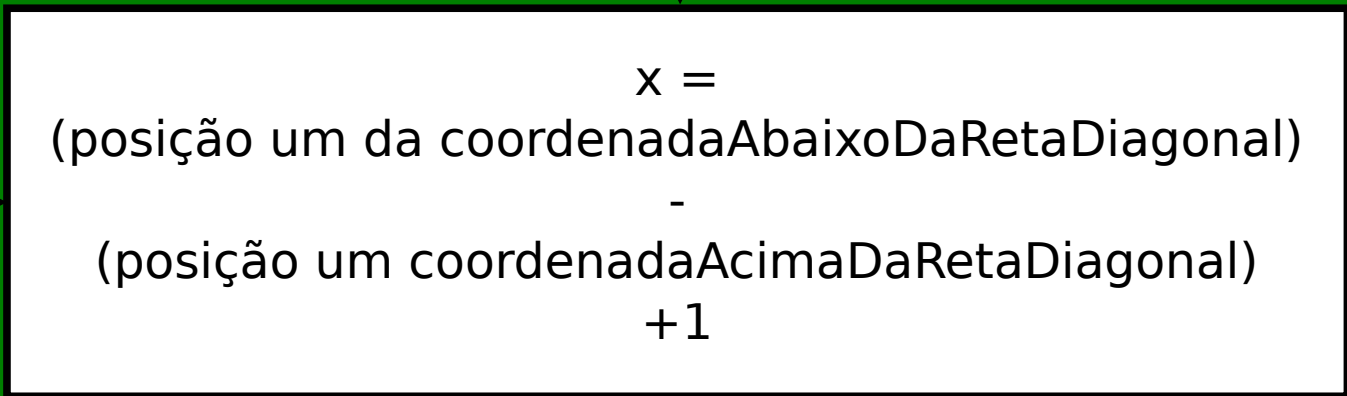 x =
(posição um da coordenadaAbaixoDaRetaDiagonal)
-
(posição um coordenadaAcimaDaRetaDiagonal)
+1